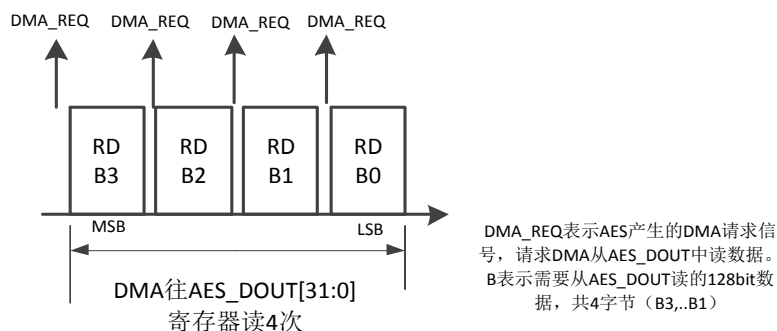 DMA_REQ DMA_REQ DMA_REQ DMA_REQ
RD RD RD RD
B3 B2 B1 B0
MSB LSB
DMA往AES_DOUT[31:0]
寄存器读4次
DMA_REQ表示AES产生的DMA请求信
号，请求DMA从AES_DOUT中读数据。
B表示需要从AES_DOUT读的128bit数
据，共4字节（B3,..B1）